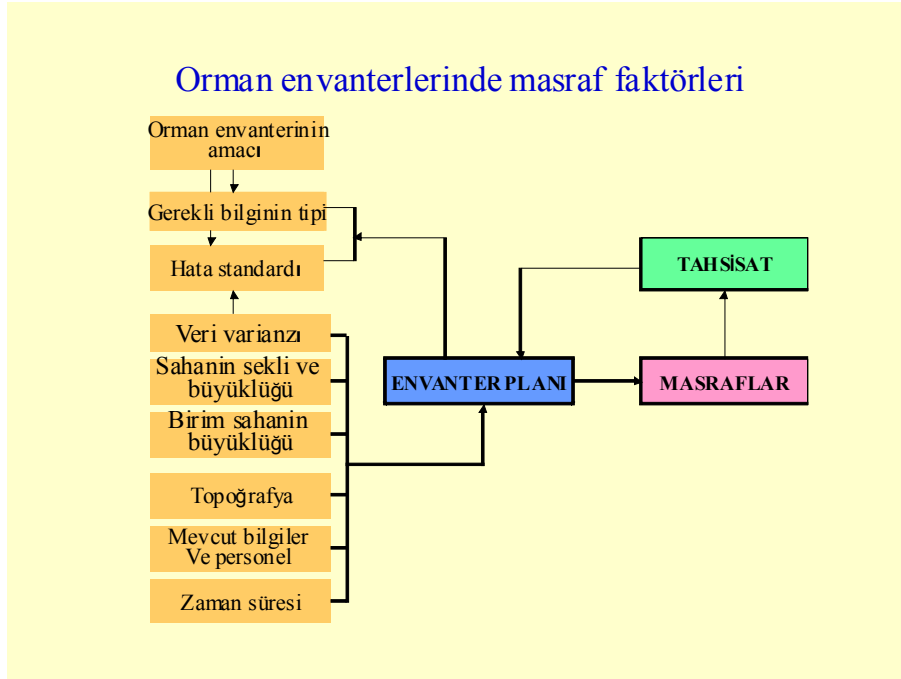 Orman envanterlerinde masraf faktörleri
Orman envanterinin
amacı
Gerekli bilginin tipi
Hata standardı
Veri varianzı
Sahanin sekli ve
büyüklüğü
Birim sahanin
büyüklüğü
Topoğrafya
Mevcut bilgiler
Ve personel
Zaman süresi
ENVANTER PLANI
TAHSİSAT
MASRAFLAR